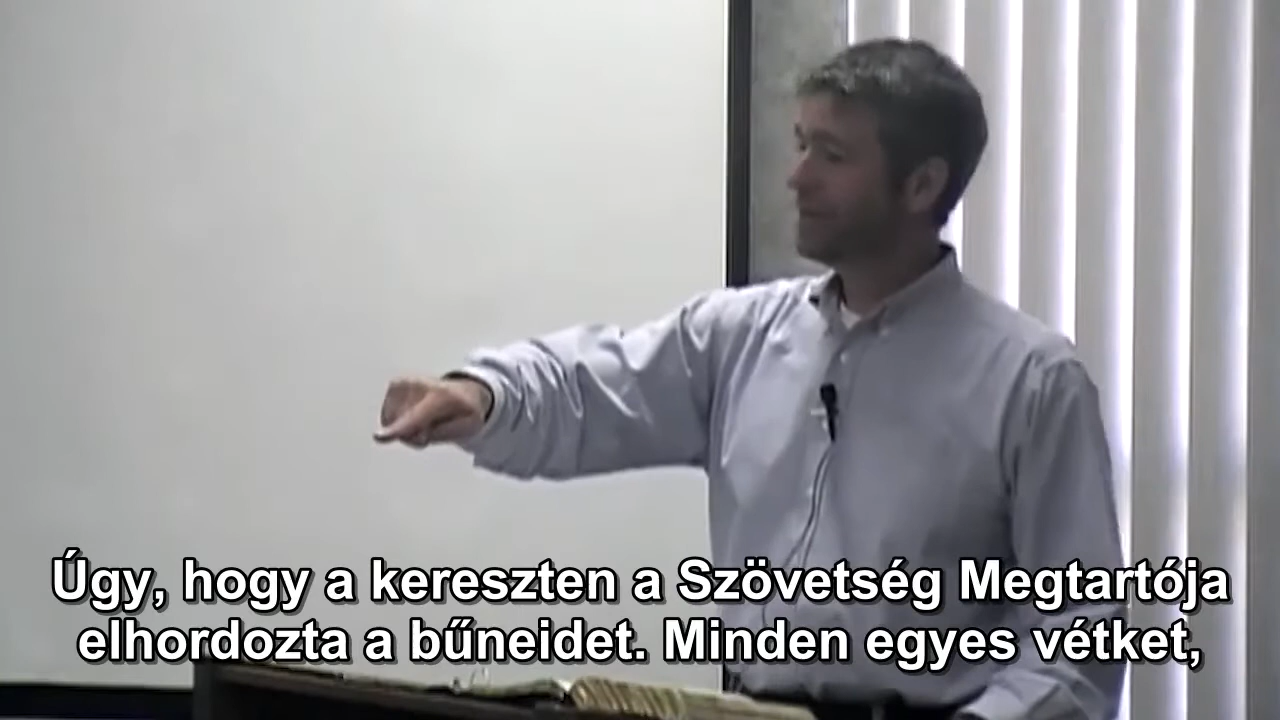 Úgy, hogy a kereszten a Szövetség Megtartója
elhordozta a bűneidet. Minden egyes vétket,